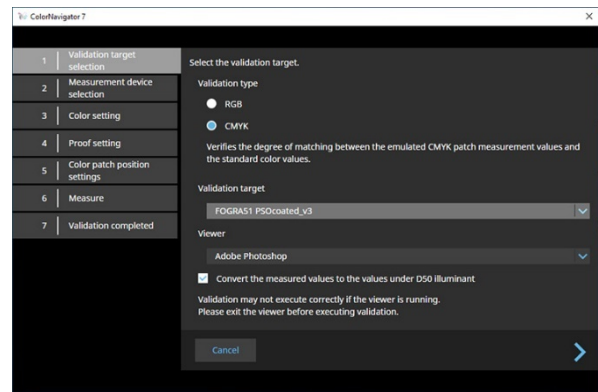 ColorNavigator 7
1 Validation target
selection
2 Measurement device
selection
3 Color setting
4 Proof setting
5 Color patch position
settings
6 Measure
7 Validation completed
Select the validation target.
Validation type
RGB
CMYK
Verifies the degree of matching between the emulated CMYK patch measurement values and
the standard color values.
Validation target
FOGRA51 PSOcoated_v3
Viewer
Adobe Photoshop
Convert the measured values to the values under D50 illuminant
Validation may not execute correctly if the viewer is running.
Please exit the viewer before executing validation.
Cancel